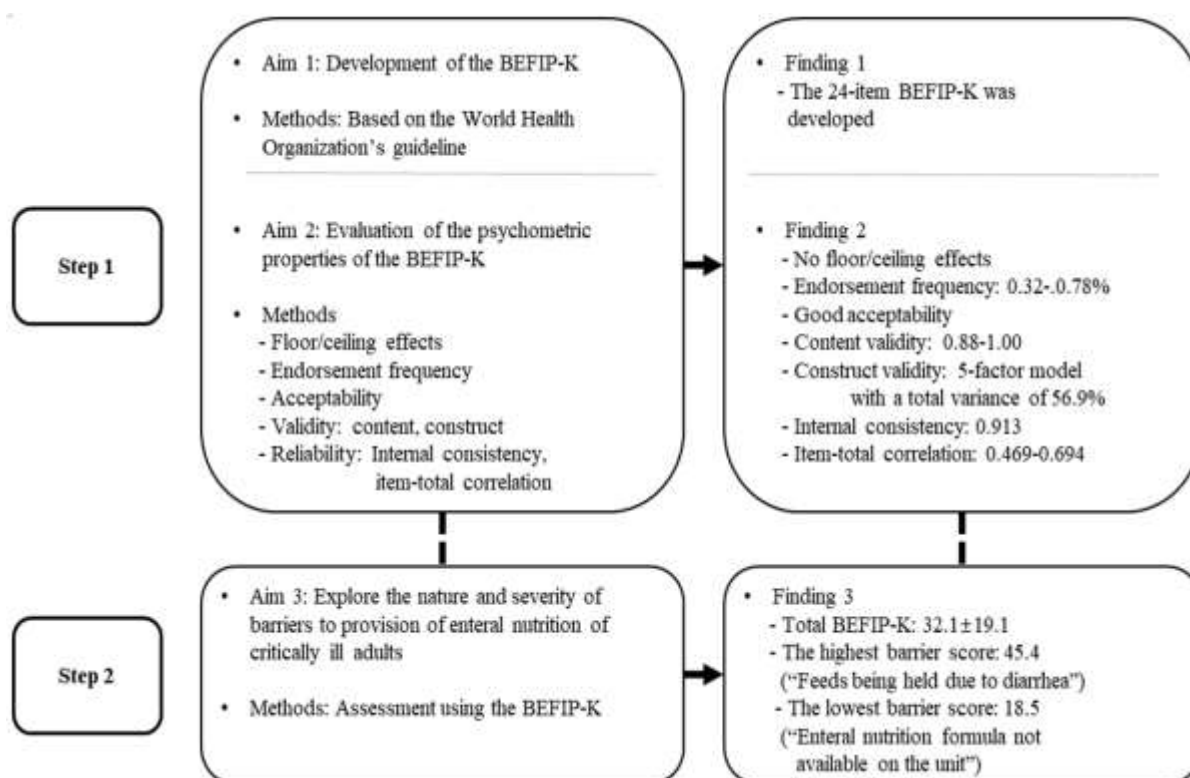 Step 1
• Aim 1: Development of the BEFIP-K
• Methods: Based on the World Health
Organization's guideline
• Aim 2: Evaluation of the psychometric
properties of the BEFIP-K
• Methods
- Floor/ceiling effects
- Endorsement frequency
- Acceptability
- Validity: content, construct
- Reliability: Internal consistency,
item-total correlation
• Finding 1
- The 24-item BEFIP-K was
developed
• Finding 2
- No floor/ceiling effects
- Endorsement frequency: 0.32-.0.78%
- Good acceptability
- Content validity: 0.88-1.00
- Construct validity: 5-factor model
with a total variance of 56.9%
- Internal consistency: 0.913
- Item-total correlation: 0.469-0.694
Step 2
• Aim 3: Explore the nature and severity of
barriers to provision of enteral nutrition of
critically ill adults
• Methods: Assessment using the BEFIP-K
• Finding 3
- Total BEFIP-K: 32.1±19.1
- The highest barrier score: 45.4
("Feeds being held due to diarrhea")
- The lowest barrier score: 18.5
("Enteral nutrition formula not
available on the unit")